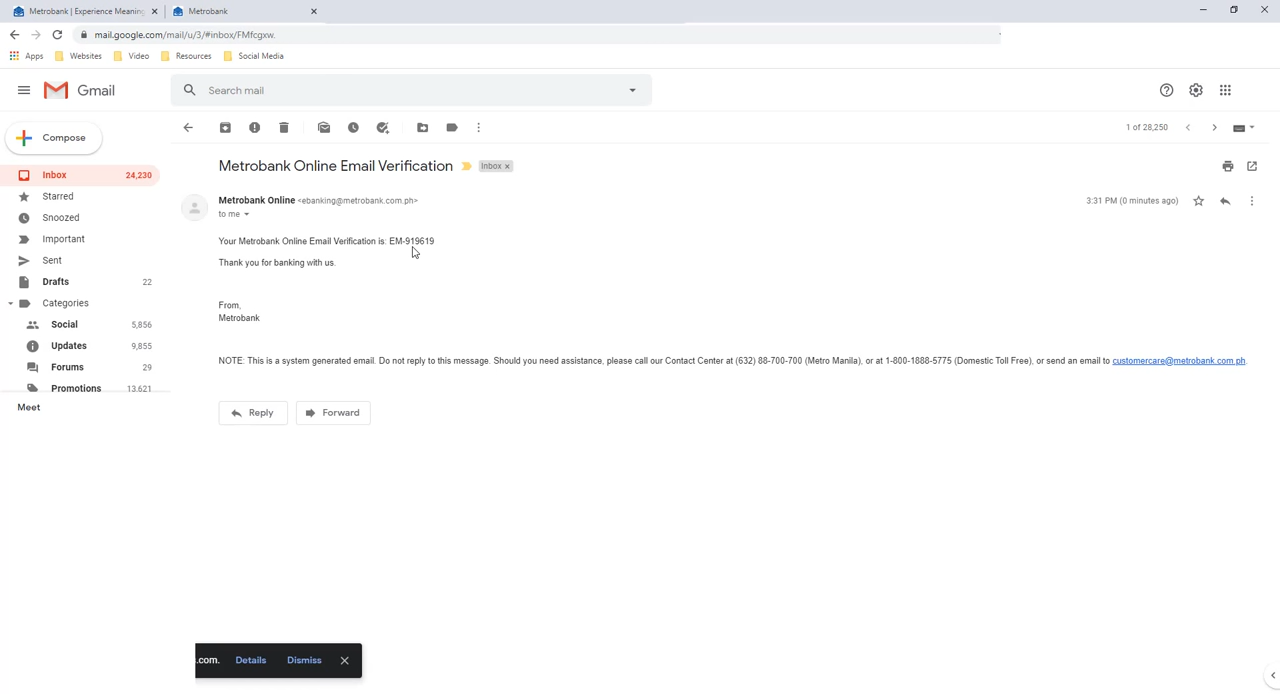 Metrobank | Experience Meaning
Metrobank
mail.google.com/mail/u/3/#inbox/FMfcgxw.
Apps
Websites
Video
Resources
Social Media
Gmail
Search mail
Compose
1 of 28,250
Inbox 24,230
Starred
Snoozed
Important
Sent
Drafts 22
Categories
Social 5,856
Updates 9,855
Forums 29
Promotions 13,621
Meet
Metrobank Online Email Verification
Inbox x
Metrobank Online <ebanking@metrobank.com.ph>
3:31 PM (0 minutes ago)
to me
Your Metrobank Online Email Verification is: EM-919619
Thank you for banking with us.
From,
Metrobank
NOTE: This is a system generated email. Do not reply to this message. Should you need assistance, please call our Contact Center at (632) 88-700-700 (Metro Manila), or at 1-800-1888-5775 (Domestic Toll Free), or send an email to customercare@metrobank.com.ph.
Reply
Forward
.com. Details Dismiss